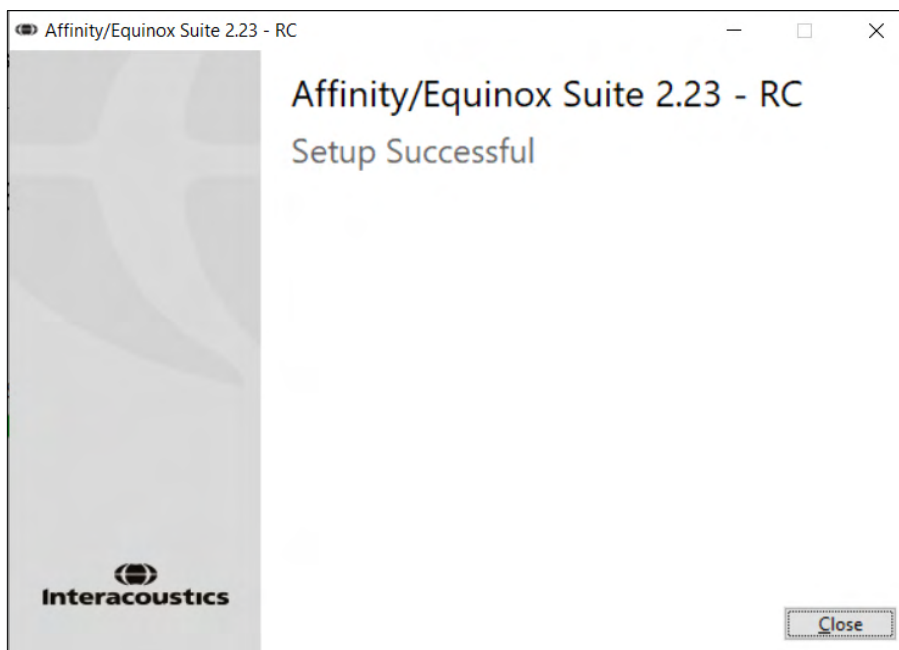 Affinity/Equinox Suite 2.23 - RC
Affinity/Equinox Suite 2.23 - RC
Setup Successful
Interacoustics
Close